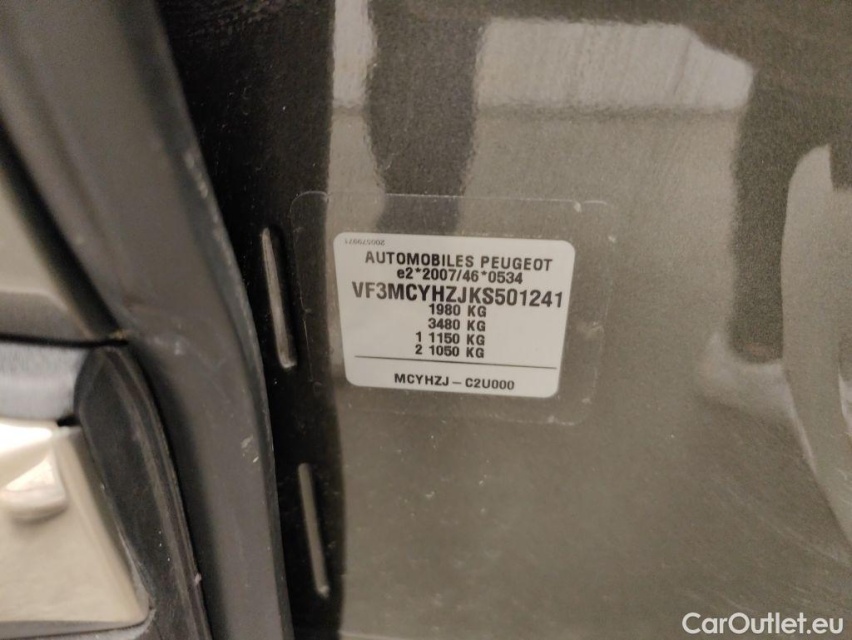 200579871
AUTOMOBILES PEUGEOT
e2*2007/46*0534
VF3MCYHZJKS501241
1980 KG
3480 KG
1 1150 KG
2 1050 KG
MCYHZJ - C2U000
CarOutlet.eu